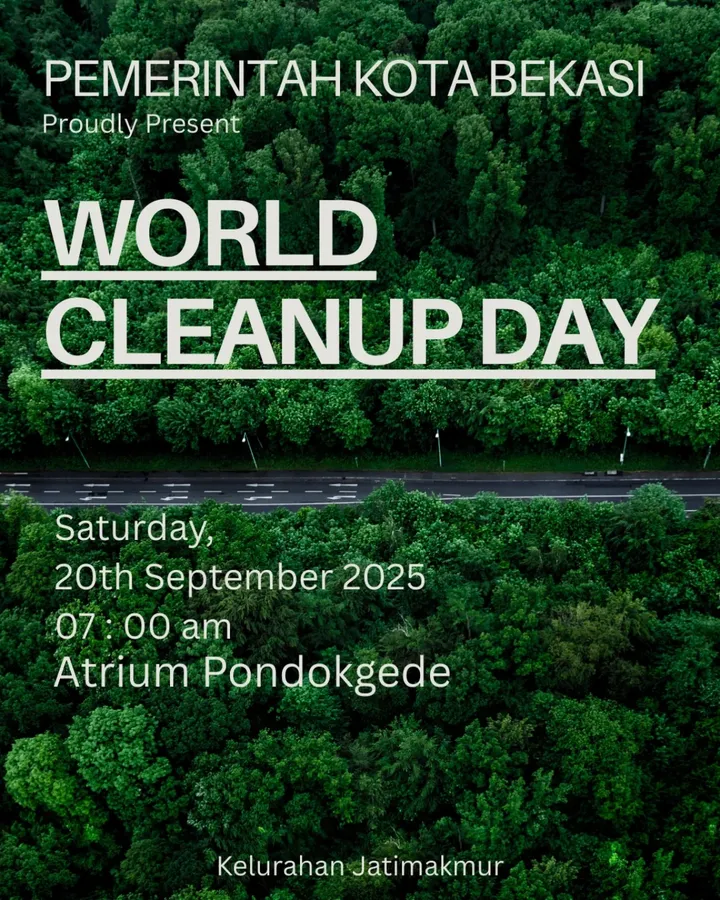 PEMERINTAH KOTA BEKASI
Proudly Present
WORLD
CLEANUP DAY
Saturday,
20th September 2025
07 : 00 am
Atrium Pondokgede
Kelurahan Jatimakmur